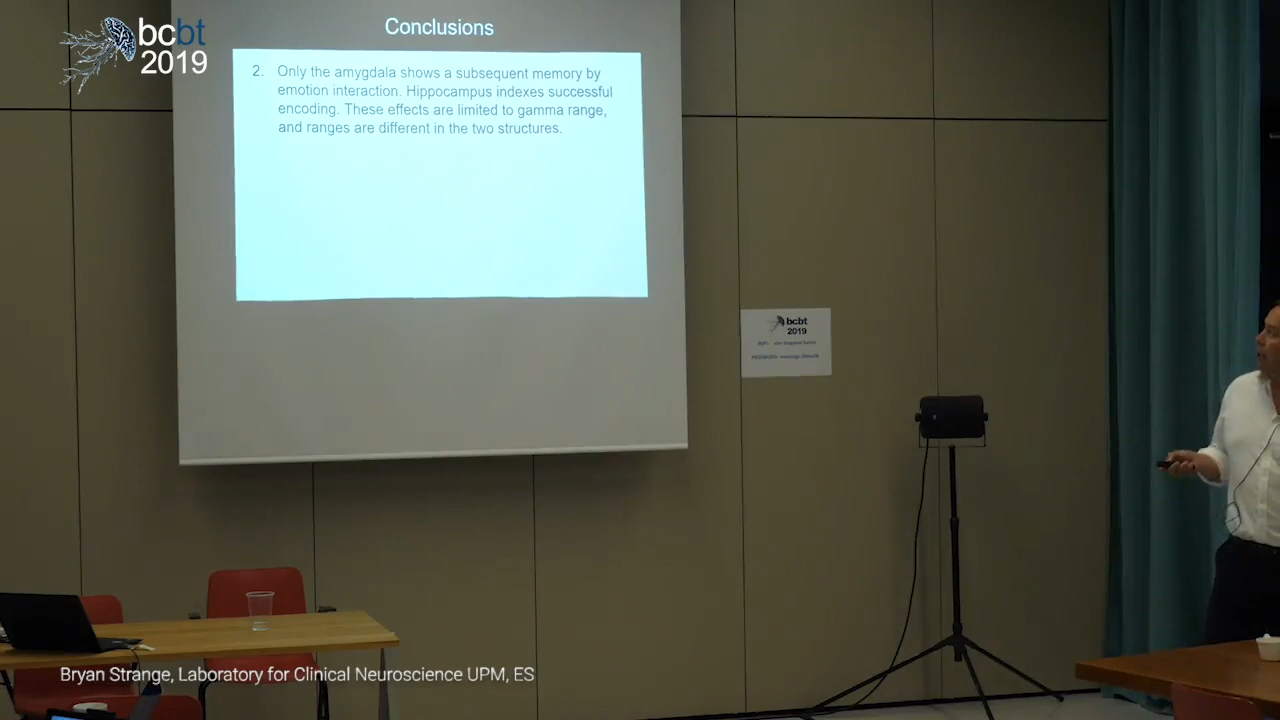 bcbt
2019
Conclusions
2. Only the amygdala shows a subsequent memory by
emotion interaction. Hippocampus indexes successful
encoding. These effects are limited to gamma range,
and ranges are different in the two structures.
bcbt
2019
Bryan Strange, Laboratory for Clinical Neuroscience UPM, ES